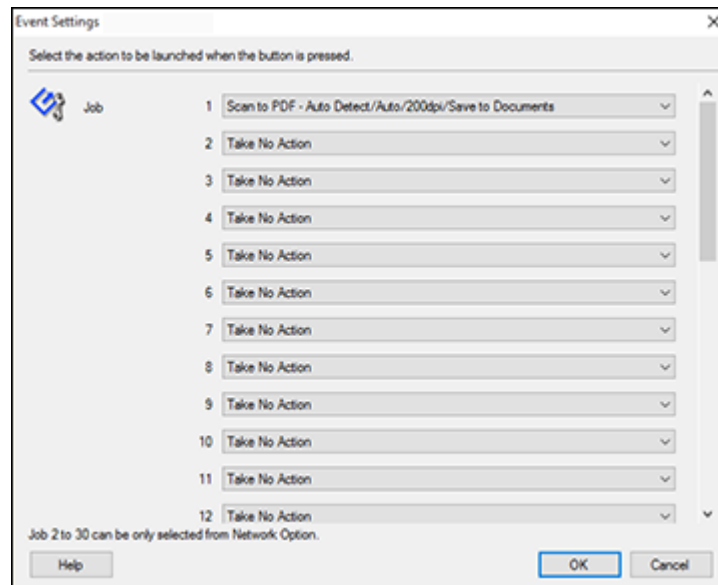 Event Settings
Select the action to be launched when the button is pressed.
Job 1 Scan to PDF - Auto Detect/Auto/200dpi/Save to Documents
2 Take No Action
3 Take No Action
4 Take No Action
5 Take No Action
6 Take No Action
7 Take No Action
8 Take No Action
9 Take No Action
10 Take No Action
11 Take No Action
12 Take No Action
Job 2 to 30 can be only selected from Network Option.
Help OK Cancel